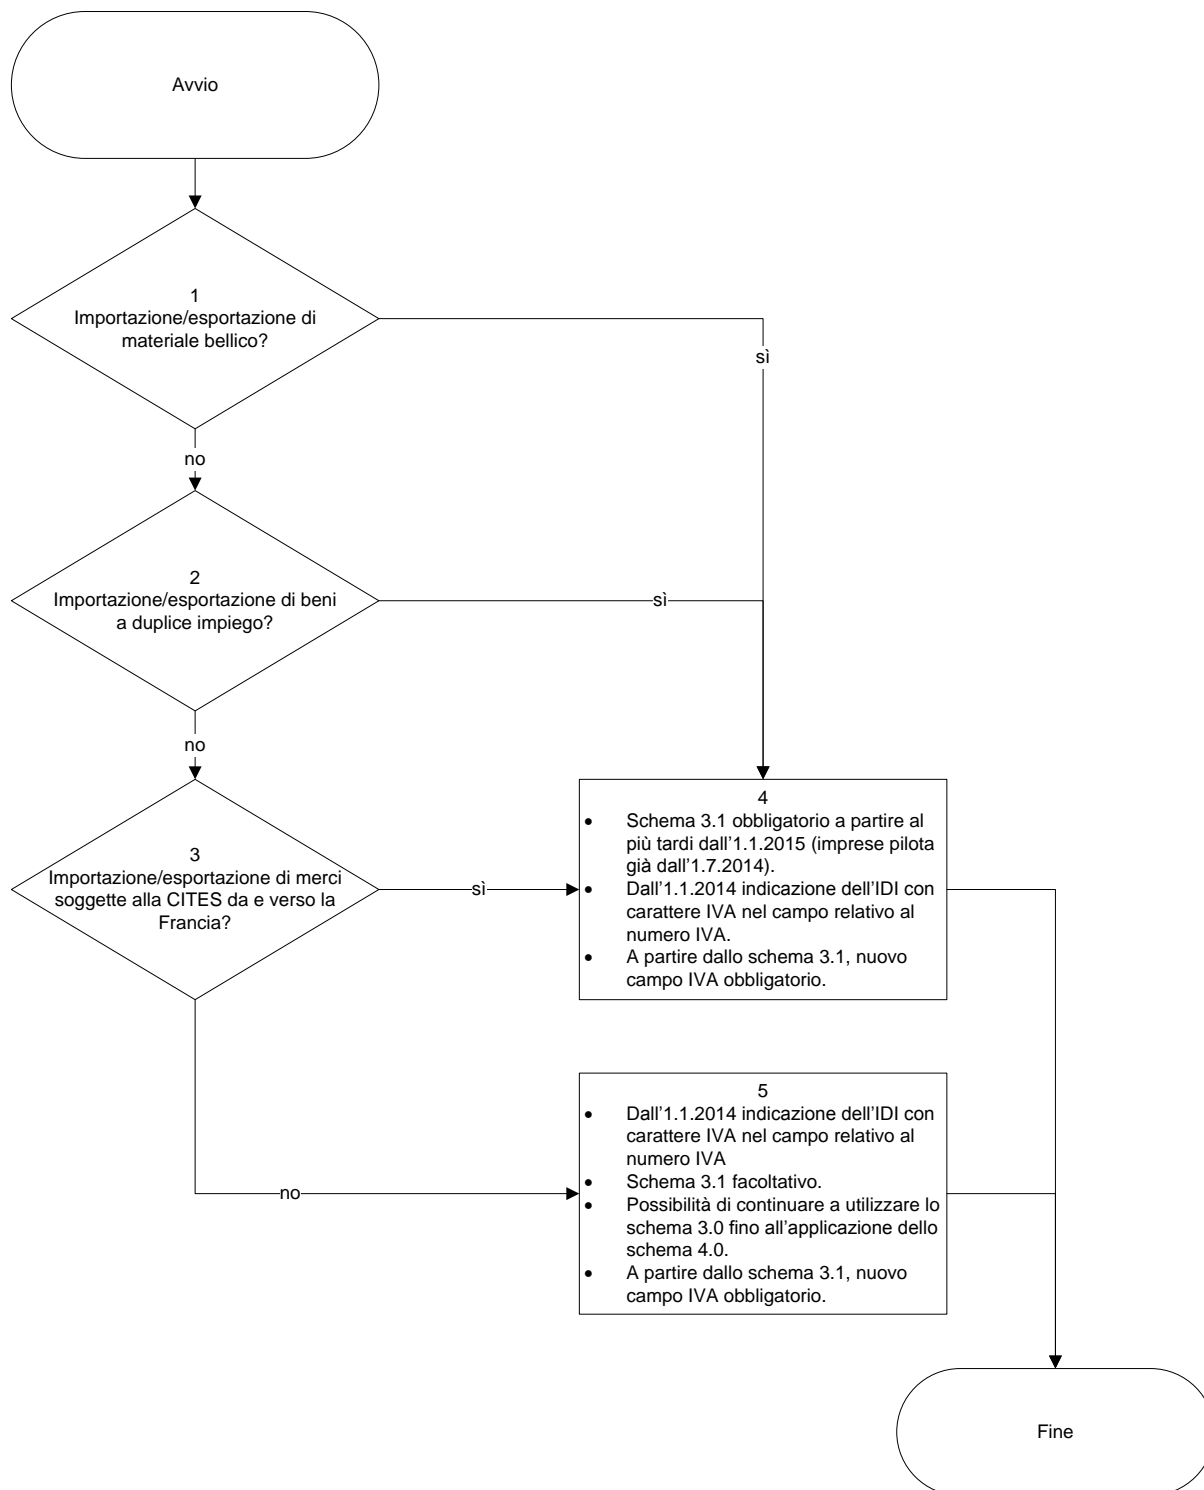 Avvio
1
Importazione/esportazione di
materiale bellico?
sì
no
2
Importazione/esportazione di beni
a duplice impiego?
sì
no
3
Importazione/esportazione di merci
soggette alla CITES da e verso la
Francia?
sì
4
• Schema 3.1 obbligatorio a partire al
più tardi dall'1.1.2015 (imprese pilota
già dall'1.7.2014).
• Dall'1.1.2014 indicazione dell'IDI con
carattere IVA nel campo relativo al
numero IVA.
• A partire dallo schema 3.1, nuovo
campo IVA obbligatorio.
no
5
• Dall'1.1.2014 indicazione dell'IDI con
carattere IVA nel campo relativo al
numero IVA
• Schema 3.1 facoltativo.
• Possibilità di continuare a utilizzare lo
schema 3.0 fino all'applicazione dello
schema 4.0.
• A partire dallo schema 3.1, nuovo
campo IVA obbligatorio.
Fine